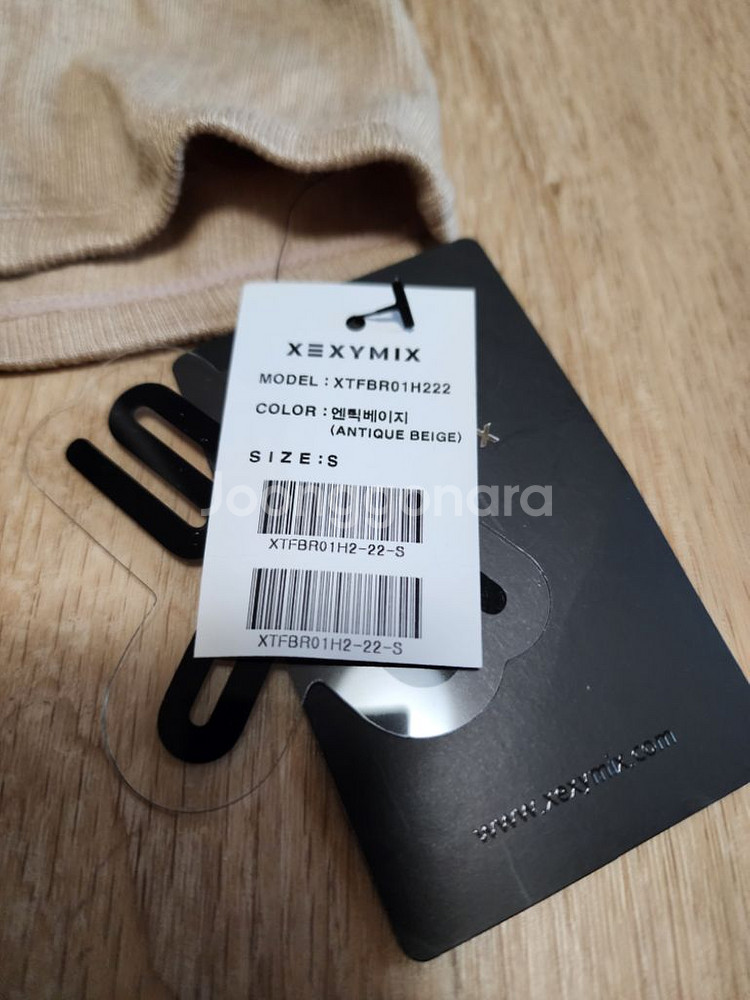 XEXYMIX
MODEL : XTFBR01H222
COLOR : 엔틱베이지
(ANTIQUE BEIGE)
SIZE : S
Joonggonara
XTFBR01H2-22-S
XTFBR01H2-22-S
www.xexymix.com